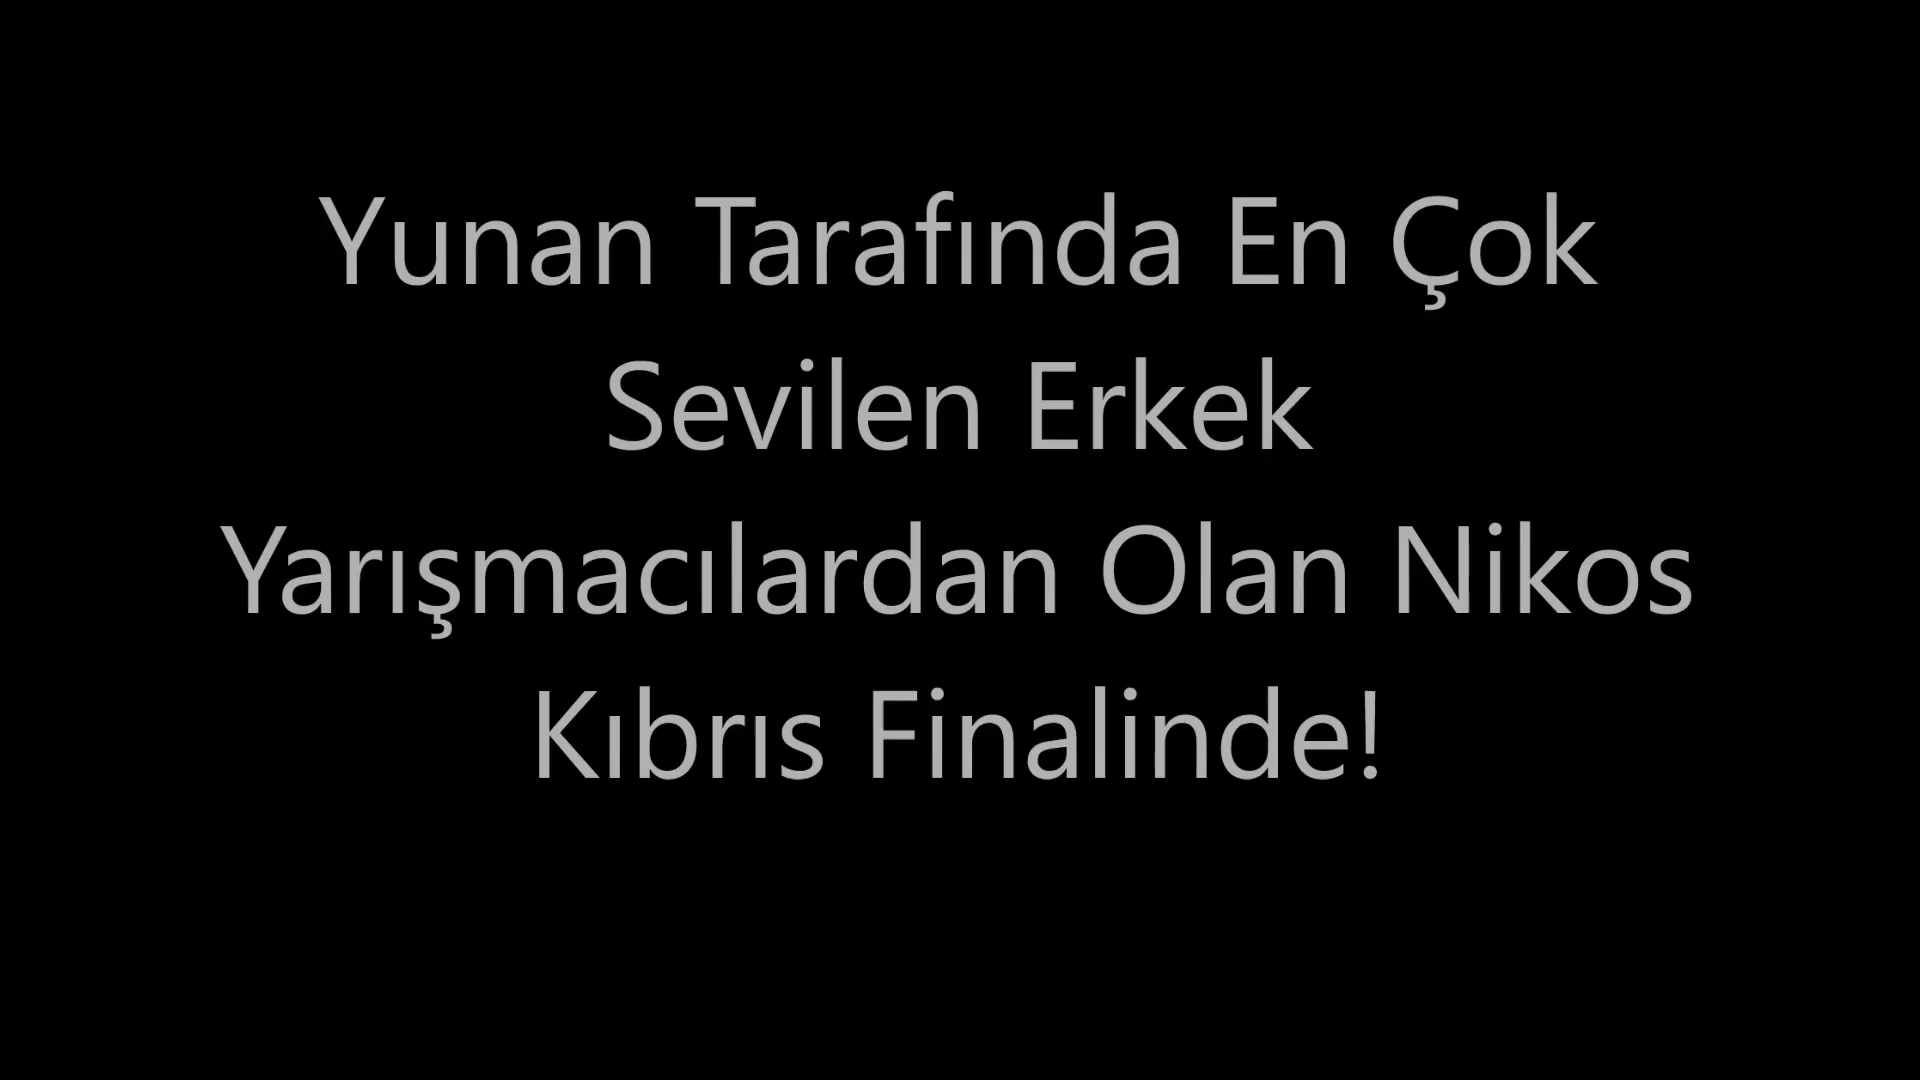 Yunan Tarafında En Çok
Sevilen Erkek
Yarışmacılardan Olan Nikos
Kıbrıs Finalinde!